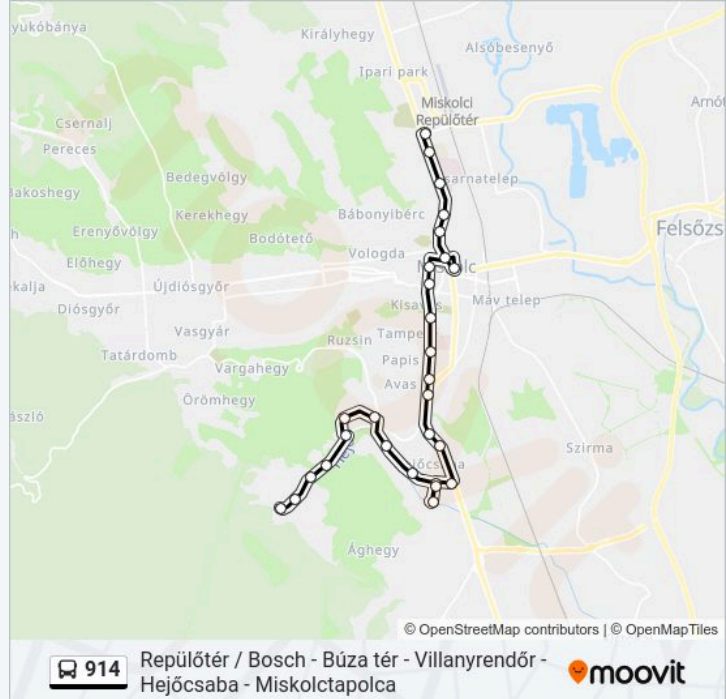 yukóbánya
Királyhegy
Alsóbesenyő
Ipari park
Miskolci
Repülőtér
Arnót
Csernalj
Pereces
Bedegvölgy
sarnatelep
Bakoshegy
Kerekhegy
Bábonyibérc
Erenyővölgy
Bodótető
Felsőzs
Előhegy
Vologda
ékalja
Újdiósgyőr
Diósgyőr
Kisavas
Máv telep
Vasgyár
Ruzsin
Tampe
Tatárdomb
Vargahegy
Papis
Avas
Örömhegy
ászló
Szirma
Ághegy
© OpenStreetMap contributors | © OpenMapTiles
914
Repülőtér / Bosch - Búza tér - Villanyrendőr -
Hejőcsaba - Miskolctapolca
moovit